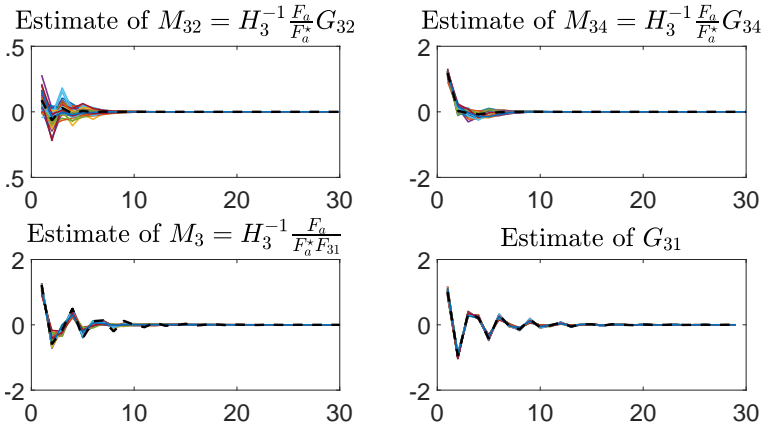 Estimate of M_{32} = H_3^{-1} \frac{F_a}{F_a^⋆} G_{32}
.5
0
.5
0 10 20 30
Estimate of M_{34} = H_3^{-1} \frac{F_a}{F_a^⋆} G_{34}
2
0
-2
0 10 20 30
Estimate of M_3 = H_3^{-1} \frac{F_a}{F_a^⋆ F_{31}}
2
0
-2
0 10 20 30
Estimate of G_{31}
2
0
-2
0 10 20 30